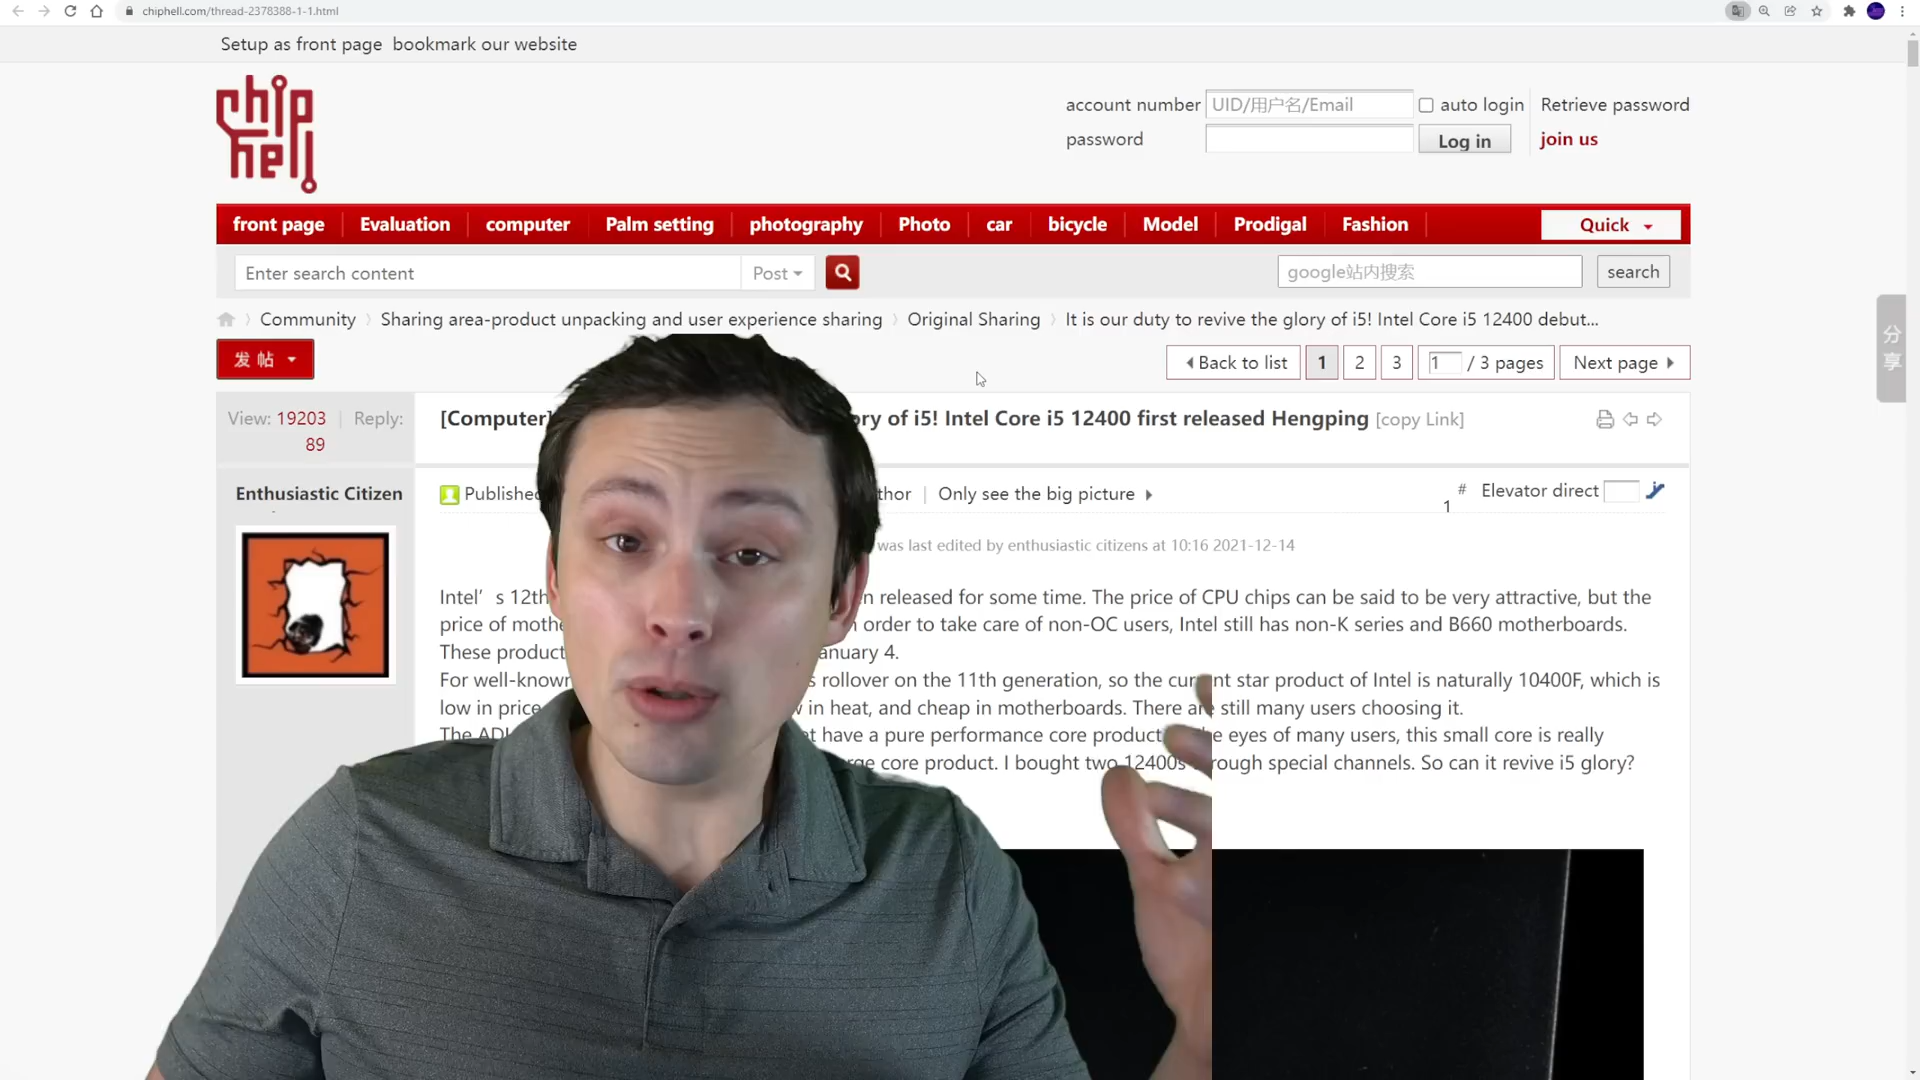 chiphell.com/thread-2378388-1-1.html
Setup as front page bookmark our website
chip
hell
account number UID/用户名/Email auto login Retrieve password
password Log in join us
front page Evaluation computer Palm setting photography Photo car bicycle Model Prodigal Fashion Quick
Enter search content Post google站内搜索 search
Community Sharing area-product unpacking and user experience sharing Original Sharing It is our duty to revive the glory of i5! Intel Core i5 12400 debut...
分享
发帖 Back to list 1 2 3 1 / 3 pages Next page
View: 19203 Reply: 89
[Computer] ory of i5! Intel Core i5 12400 first released Hengping [copy Link]
Enthusiastic Citizen
Published thor Only see the big picture # 1 Elevator direct
was last edited by enthusiastic citizens at 10:16 2021-12-14
Intel's 12th n released for some time. The price of CPU chips can be said to be very attractive, but the
price of mothe order to take care of non-OC users, Intel still has non-K series and B660 motherboards.
These product anuary 4.
For well-known s rollover on the 11th generation, so the current star product of Intel is naturally 10400F, which is
low in price in heat, and cheap in motherboards. There are still many users choosing it.
The ADL t have a pure performance core product the eyes of many users, this small core is really
ge core product. I bought two 12400s through special channels. So can it revive i5 glory?